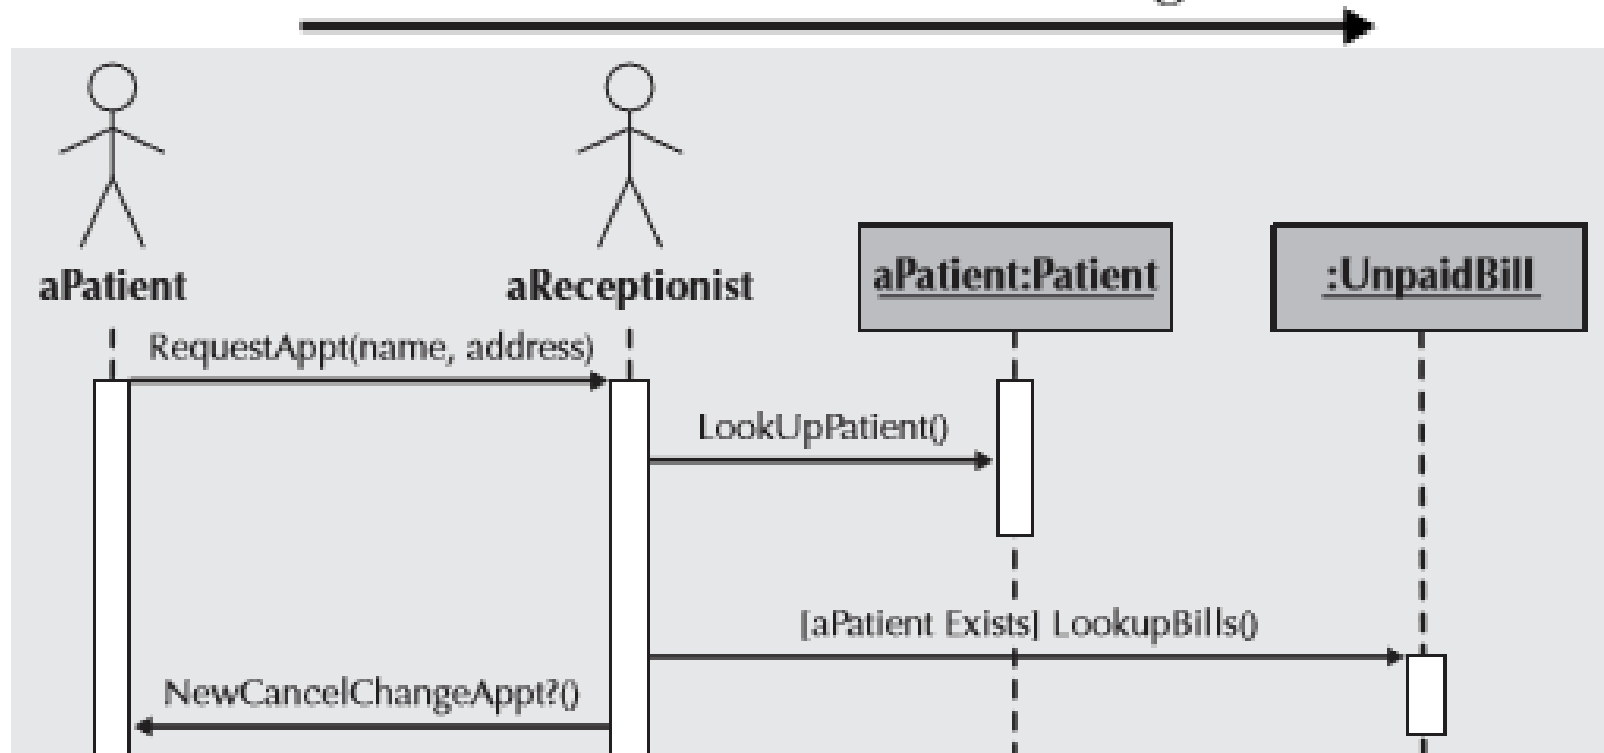 aPatient
aReceptionist
aPatient:Patient
:UnpaidBill
RequestAppt(name, address)
LookUpPatient()
[aPatient Exists] LookupBills()
NewCancelChangeAppt?()